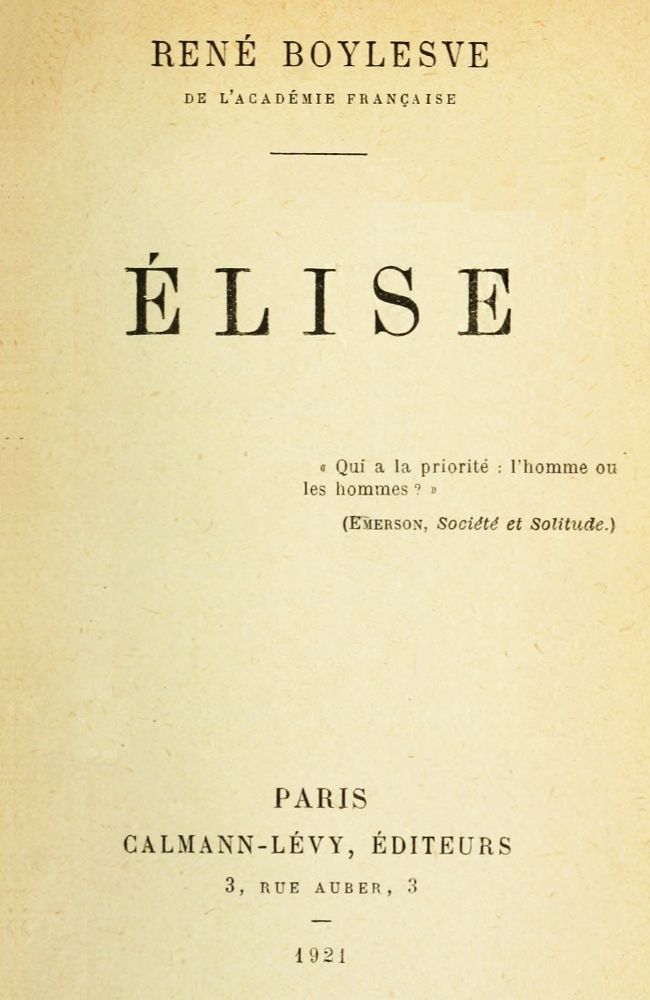 RENÉ BOYLESVE
DE L'ACADÉMIE FRANÇAISE
ÉLISE
« Qui a la priorité : l'homme ou
les hommes ? »
(EMERSON, Société et Solitude.)
PARIS
CALMANN-LÉVY, ÉDITEURS
3, RUE AUBER, 3
1921